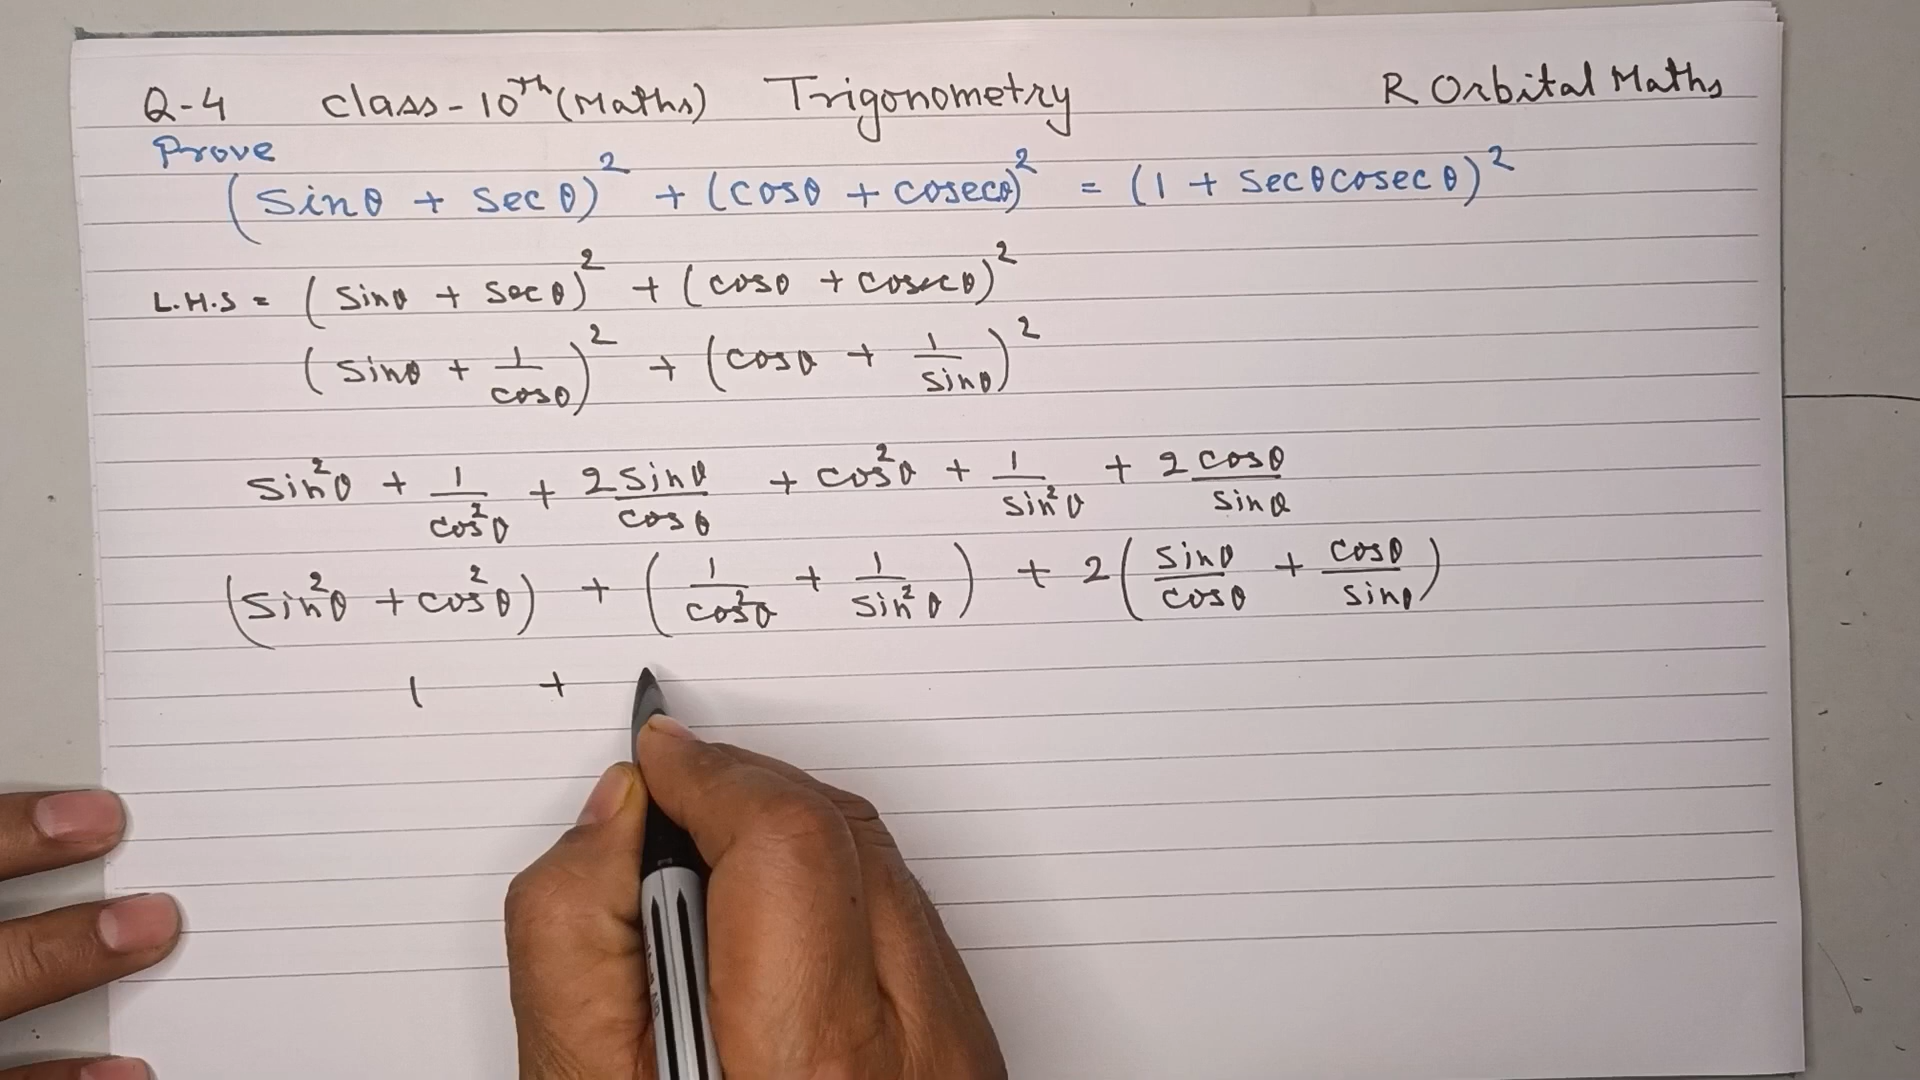 Q-4 Class-10th (Maths) Trigonometry R Orbital Maths
Prove
(sinθ + secθ)² + (cosθ + cosecθ)² = (1 + secθcosecθ)²
L.H.S = (sinθ + secθ)² + (cosθ + cosecθ)²
(sinθ + 1/cosθ)² + (cosθ + 1/sinθ)²
sin²θ + 1/cos²θ + 2sinθ/cosθ + cos²θ + 1/sin²θ + 2cosθ/sinθ
(sin²θ + cos²θ) + (1/cos²θ + 1/sin²θ) + 2(sinθ/cosθ + cosθ/sinθ)
1 +